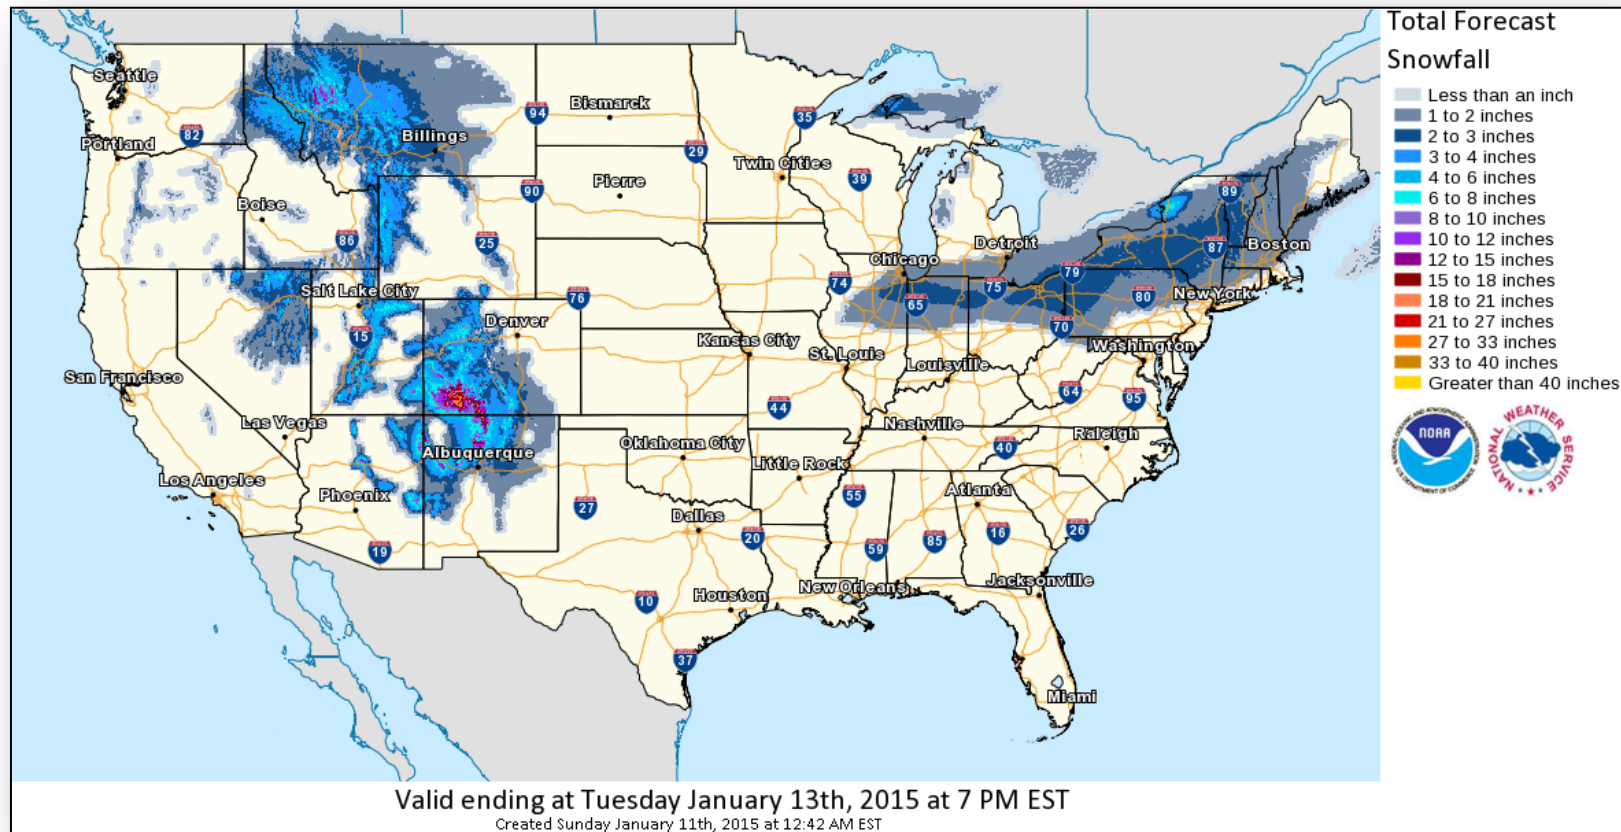 Total Forecast
Snowfall
Less than an inch
1 to 2 inches
2 to 3 inches
3 to 4 inches
4 to 6 inches
6 to 8 inches
8 to 10 inches
10 to 12 inches
12 to 15 inches
15 to 18 inches
18 to 21 inches
21 to 27 inches
27 to 33 inches
33 to 40 inches
Greater than 40 inches
NOAA
NATIONAL WEATHER SERVICE
Seattle
Portland
82
Billings
94
Bismarck
35
29
Twin Cities
39
Pierre
90
Boise
86
25
89
87
Boston
Detroit
Chicago
79
75
80
New York
74
65
70
Salt Lake City
76
Denver
15
Kansas City
St. Louis
Louisville
Washington
San Francisco
64
95
44
Las Vegas
Nashville
Raleigh
40
Albuquerque
Oklahoma City
Little Rock
Los Angeles
Phoenix
Atlanta
55
27
Dallas
20
59
85
16
26
19
Jacksonville
New Orleans
Houston
10
37
Miami
Valid ending at Tuesday January 13th, 2015 at 7 PM EST
Created Sunday January 11th, 2015 at 12:42 AM EST